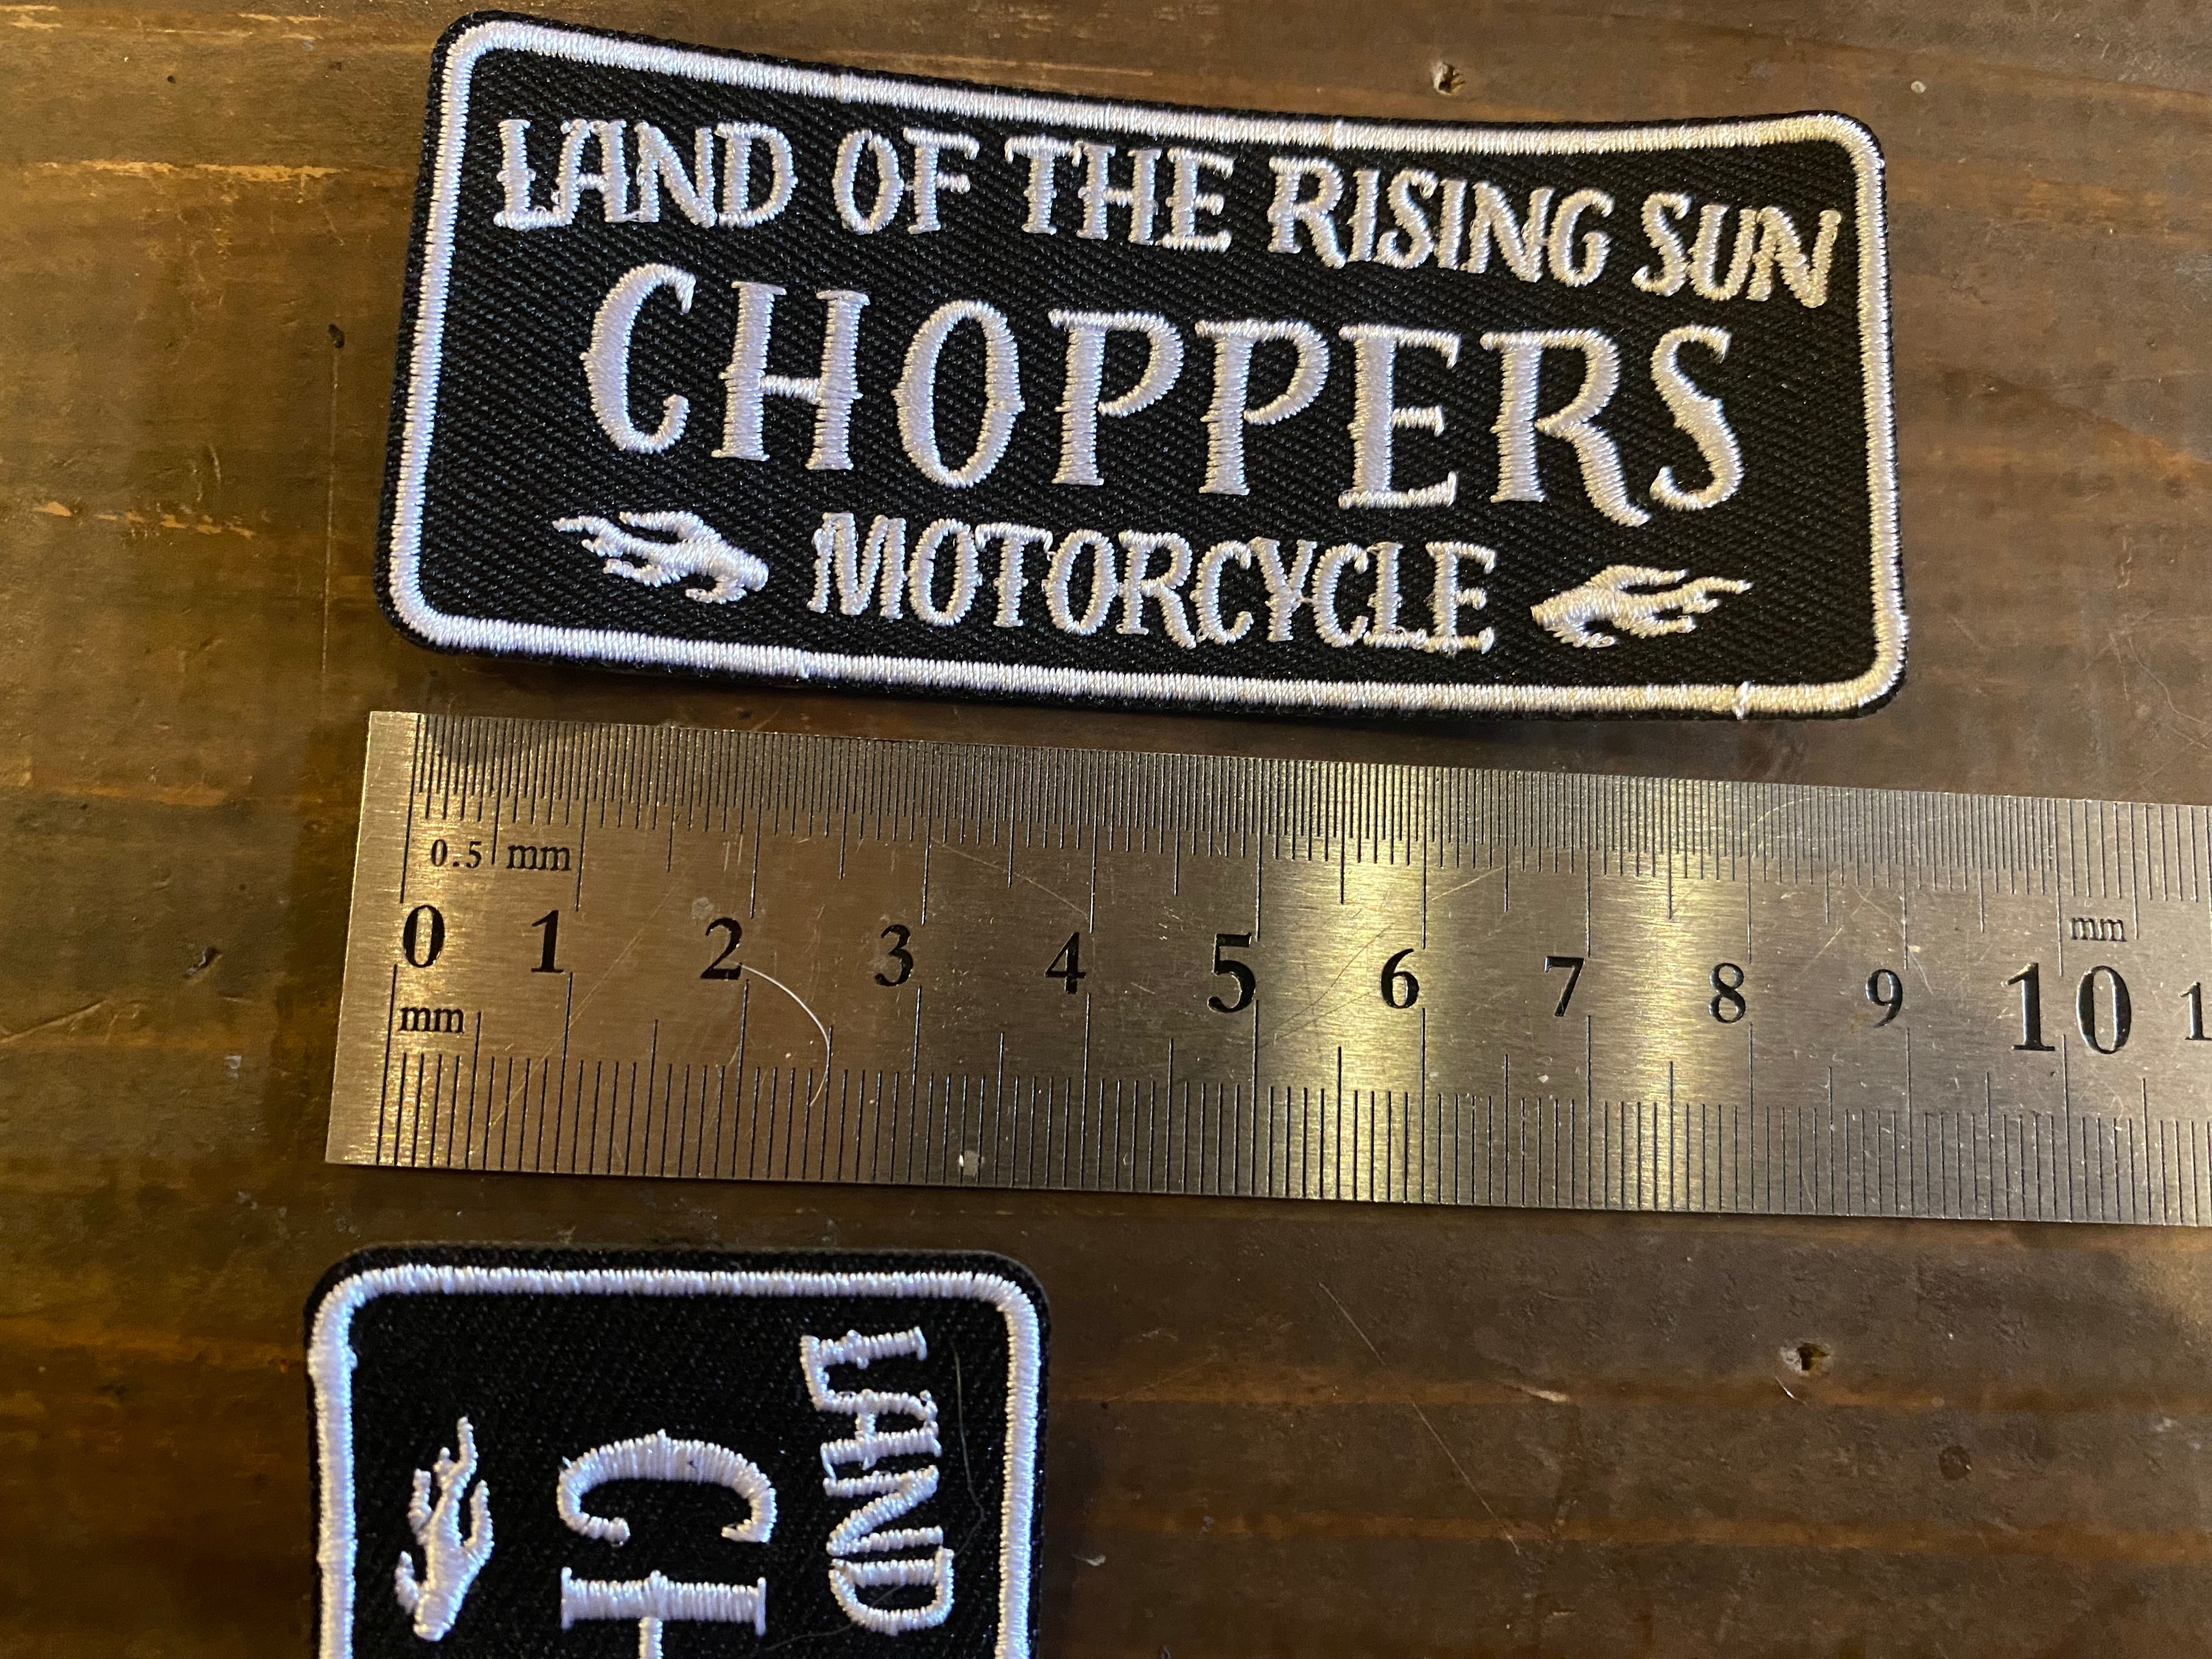 LAND OF THE RISING SUN
CHOPPERS
MOTORCYCLE
0.5 mm
0 1 2 3 4 5 6 7 8 9 10 1
mm
mm
LAND
CH